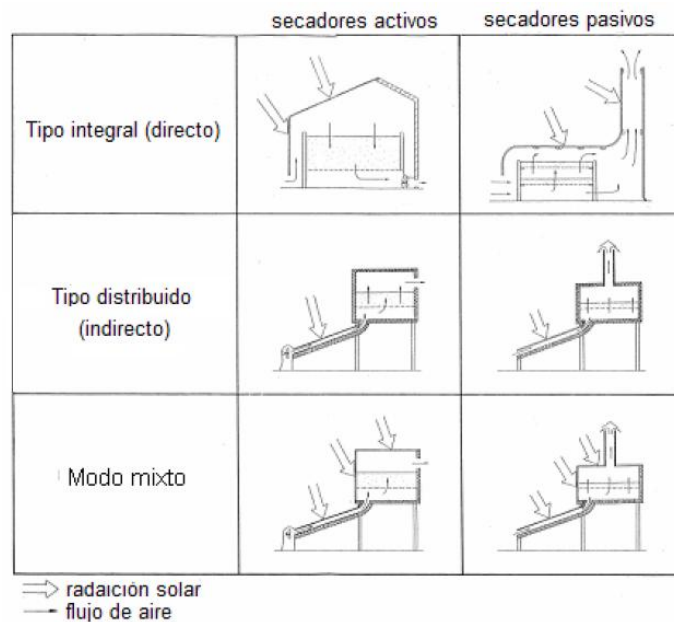 secadores activos
secadores pasivos
Tipo integral (directo)
Tipo distribuido
(indirecto)
Modo mixto
radaición solar
flujo de aire